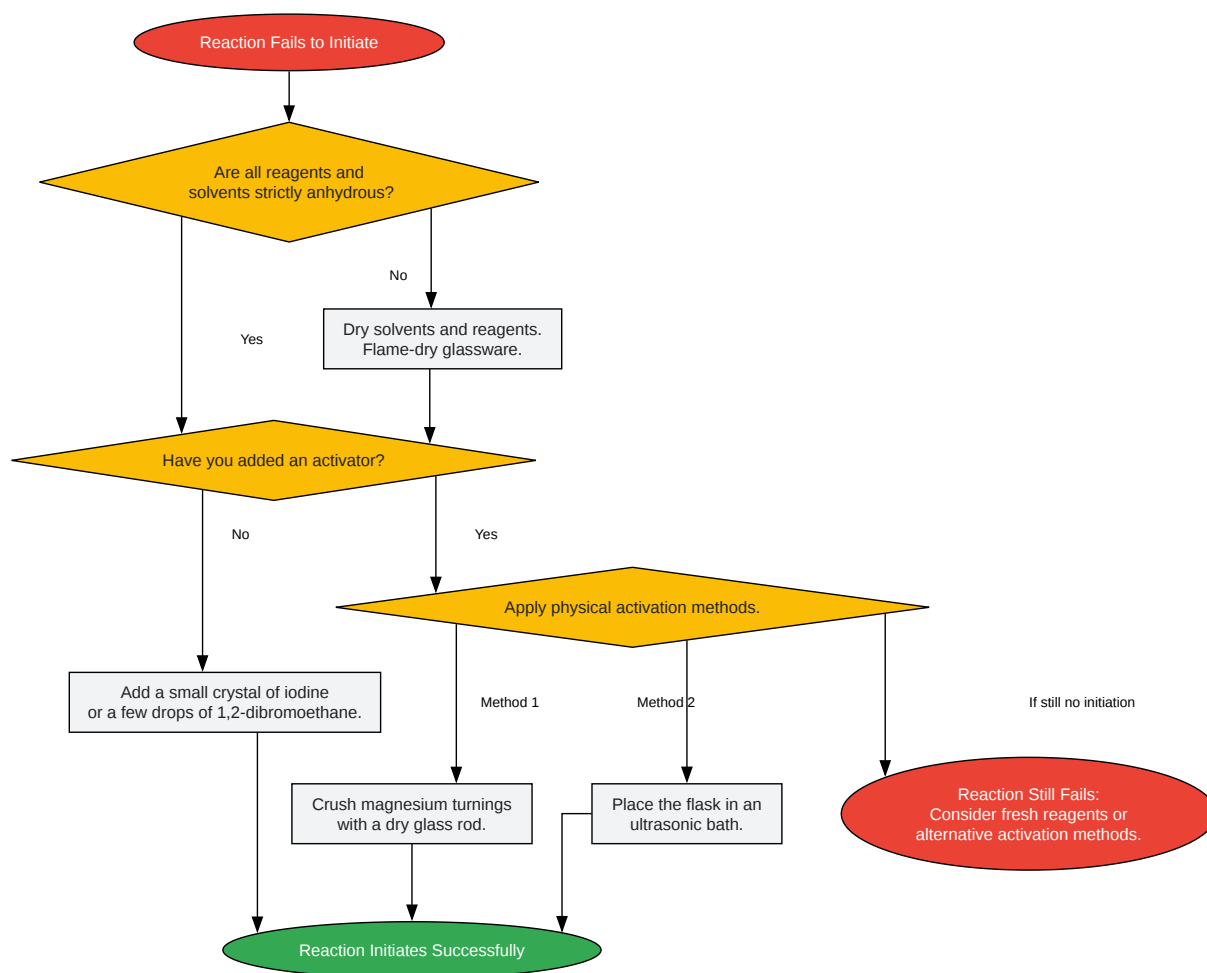 Reaction Fails to Initiate
Are all reagents and
solvents strictly anhydrous?
No
Yes
Dry solvents and reagents.
Flame-dry glassware.
Have you added an activator?
No
Yes
Apply physical activation methods.
Add a small crystal of iodine
or a few drops of 1,2-dibromoethane.
Method 1
Method 2
If still no initiation
Crush magnesium turnings
with a dry glass rod.
Place the flask in an
ultrasonic bath.
Reaction Still Fails:
Consider fresh reagents or
alternative activation methods.
Reaction Initiates Successfully